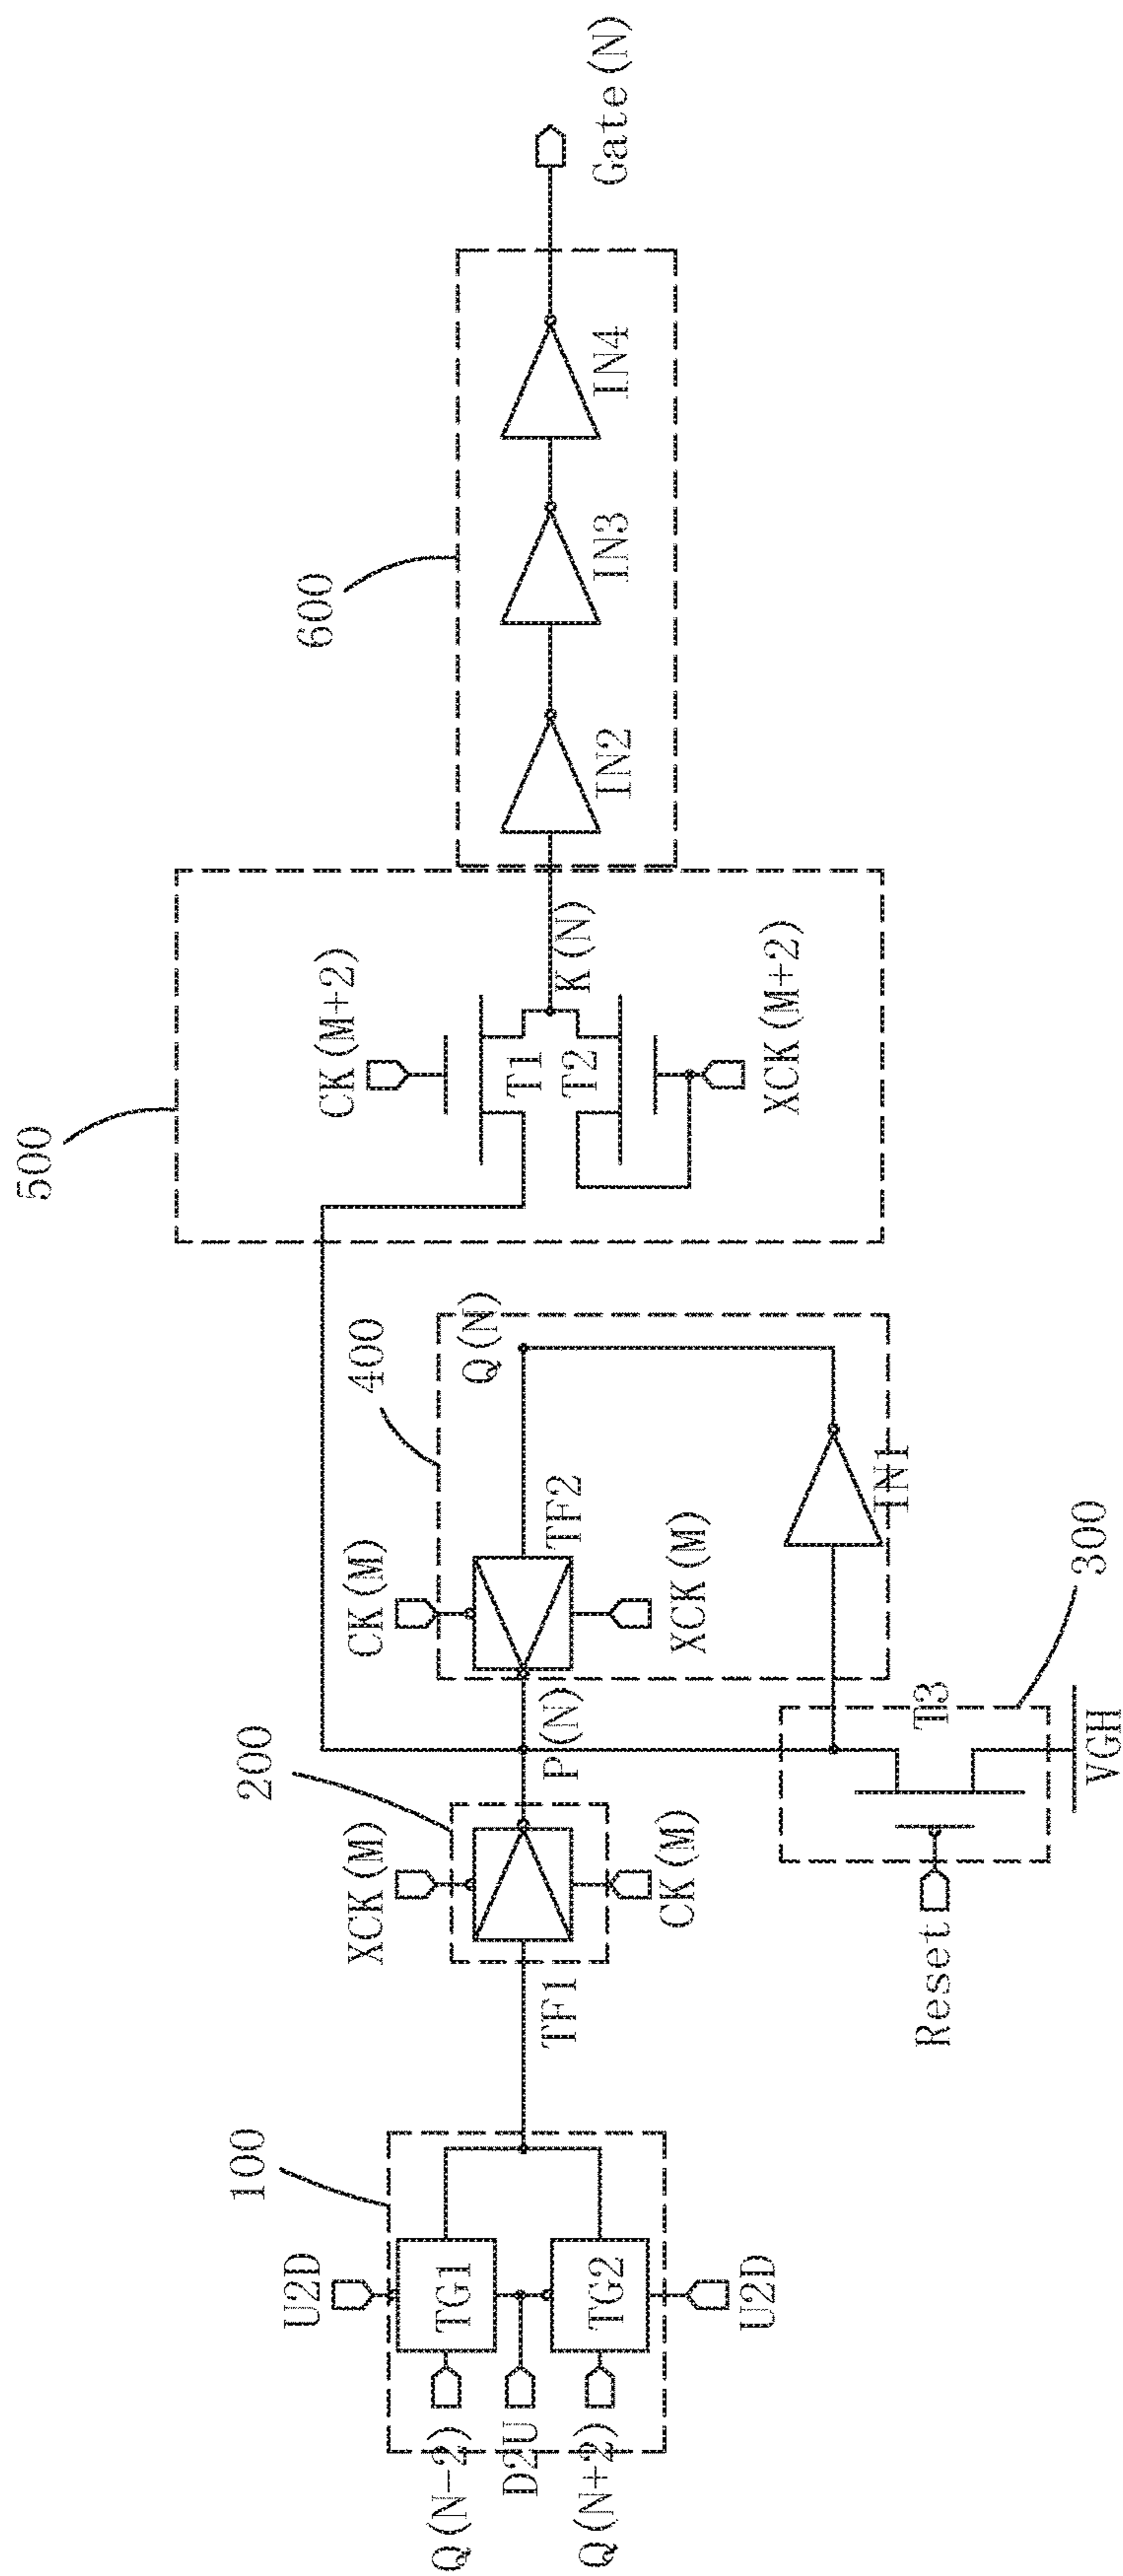 100
U2D
Q(N-2)
TG1
D2U
TG2
Q(N+2)
U2D
200
XCK(M)
TF1
CK(M)
P(N)
Reset
T3
300
VGH
400
CK(M)
TF2
XCK(M)
Q(N)
IN1
500
CK(M+2)
T1
T2
K(N)
XCK(M+2)
600
IN2
IN3
IN4
Gate(N)